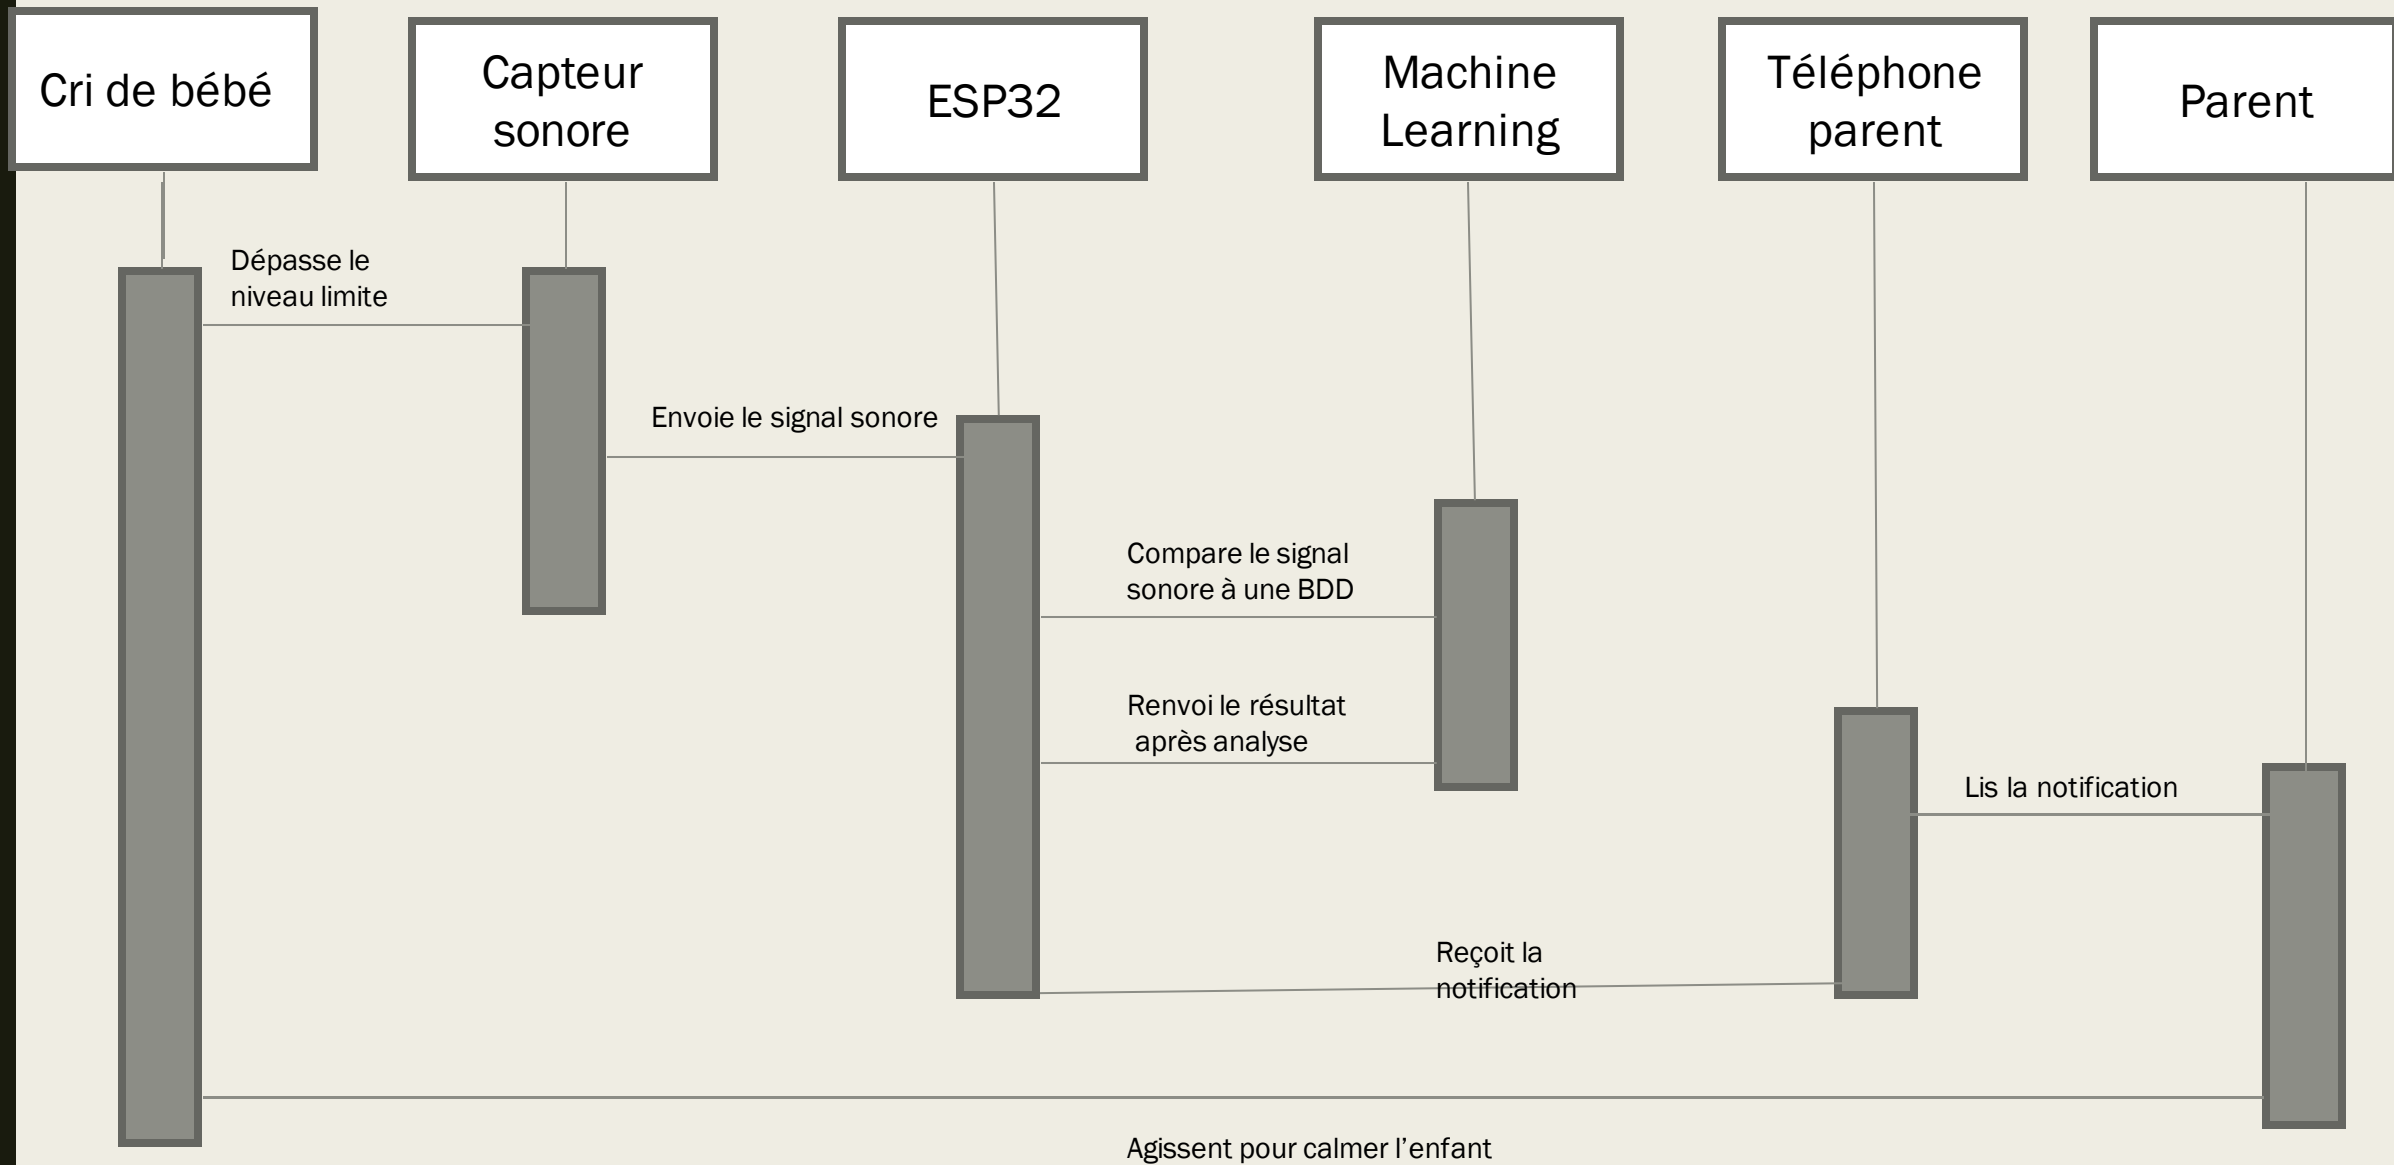 Cri de bébé
Capteur
sonore
ESP32
Machine
Learning
Téléphone
parent
Parent
Dépasse le
niveau limite
Envoie le signal sonore
Compare le signal
sonore à une BDD
Renvoi le résultat
après analyse
Lis la notification
Reçoit la
notification
Agissent pour calmer l’enfant